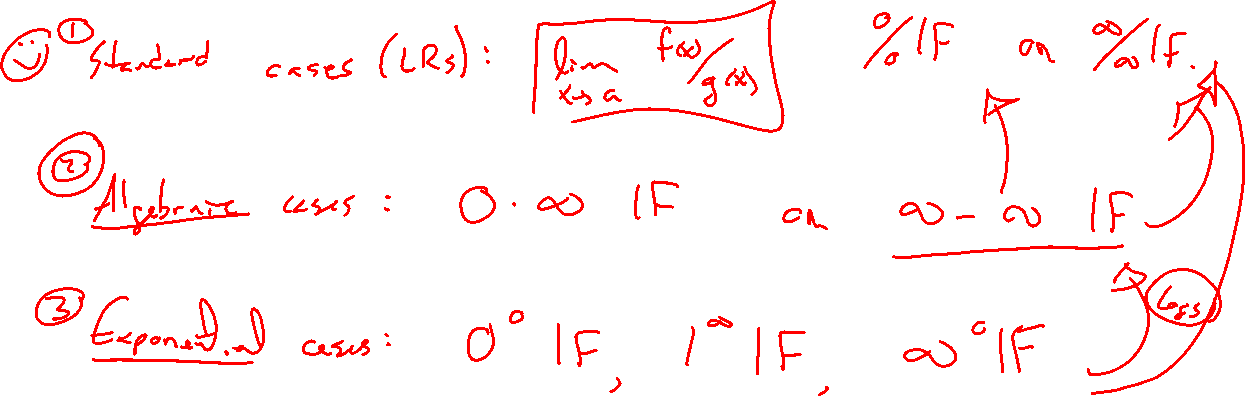 ① Standard cases (LRs): lim x→a f(x)/g(x) 0/0 IF or ∞/∞ IF.
② Algebraic cases: 0·∞ IF or ∞-∞ IF
③ Exponential cases: 0⁰ IF, 1^∞ IF, ∞⁰ IF logs